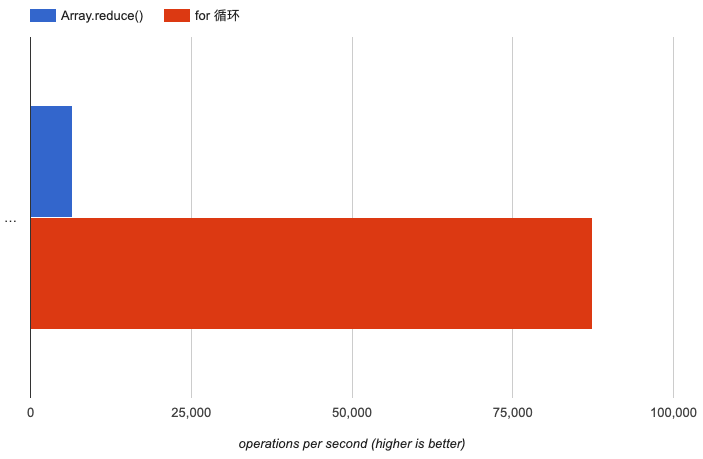 Array.reduce()
for 循环
...
0
25,000
50,000
75,000
100,000
operations per second (higher is better)